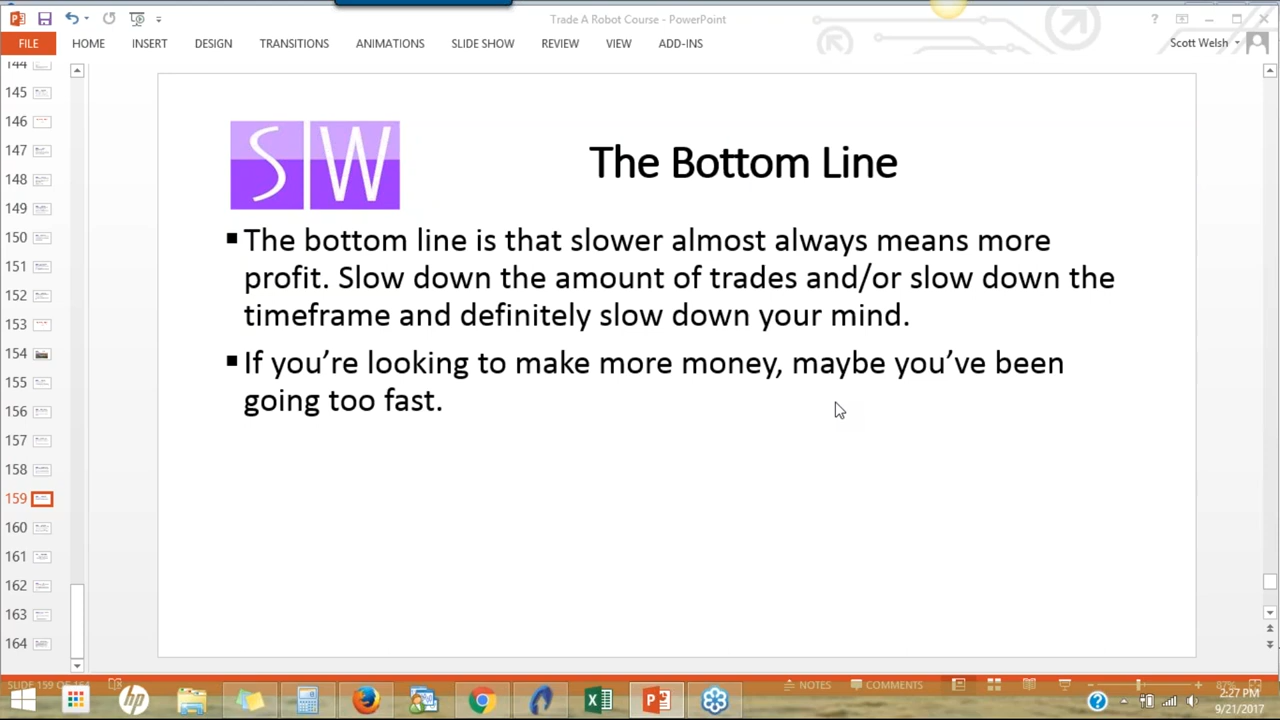 Trade A Robot Course - PowerPoint
FILE HOME INSERT DESIGN TRANSITIONS ANIMATIONS SLIDE SHOW REVIEW VIEW ADD-INS Scott Welsh
144
145
146
147
148
149
150
151
152
153
154
155
156
157
158
159
160
161
162
163
164
SW
The Bottom Line
▪ The bottom line is that slower almost always means more
profit. Slow down the amount of trades and/or slow down the
timeframe and definitely slow down your mind.
▪ If you’re looking to make more money, maybe you’ve been
going too fast.
SLIDE 159 OF 164 NOTES COMMENTS 87%
hp
2:27 PM
9/21/2017